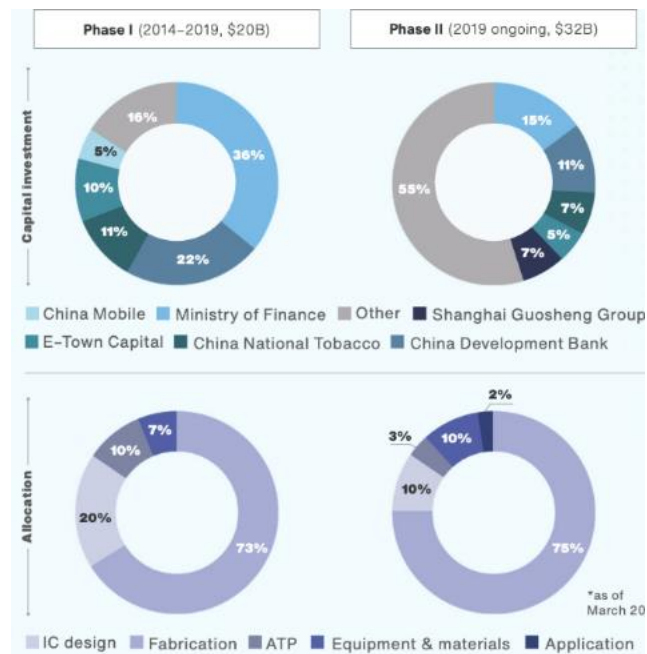 Phase I (2014–2019, $20B)
Phase II (2019 ongoing, $32B)
Capital investment
16%
36%
5%
10%
11%
22%
15%
11%
7%
5%
7%
55%
China Mobile Ministry of Finance Other Shanghai Guosheng Group
E-Town Capital China National Tobacco China Development Bank
Allocation
7%
10%
20%
73%
2%
3%
10%
10%
75%
*as of
March 20
IC design Fabrication ATP Equipment & materials Application